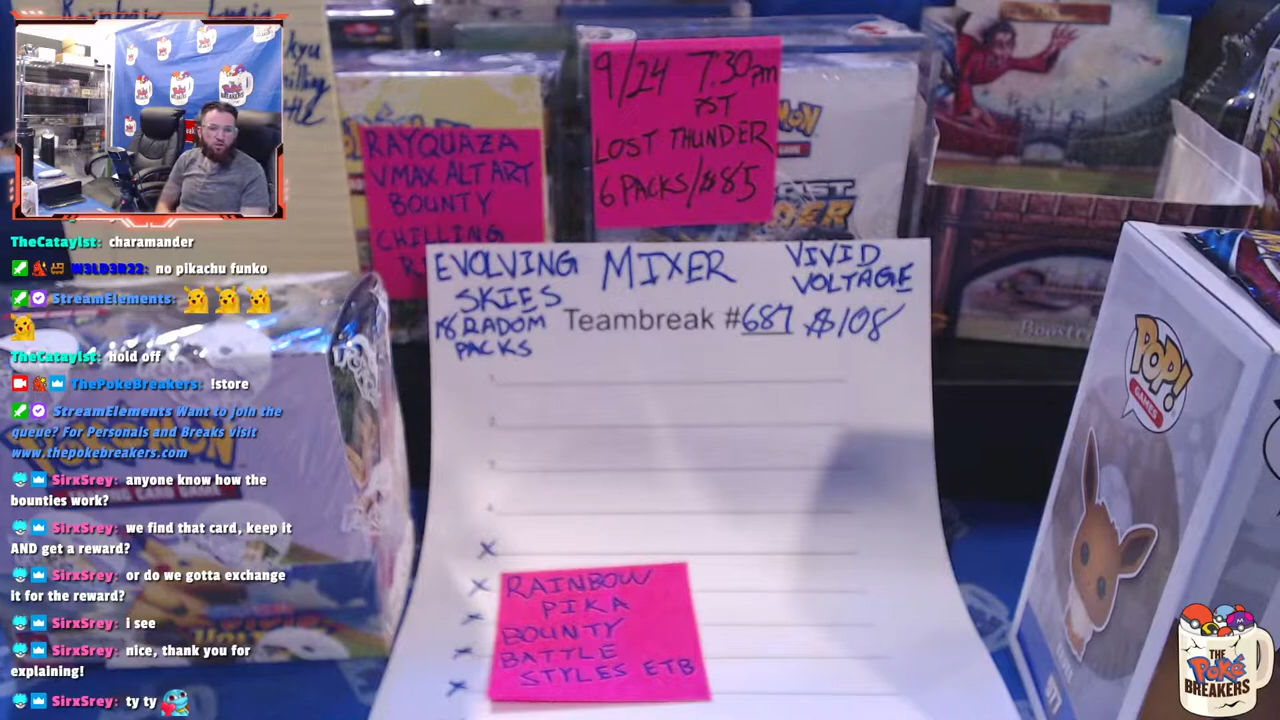 TheCatayIst: charamander
W3LD3R22: no pikachu funko
StreamElements:
TheCatayIst: Hold off
ThePokeBreakers: !store
StreamElements Want to join the
queue? For Personals and Breaks visit
www.thepokebreakers.com
SirxSrey: anyone know how the
bounties work?
SirxSrey: we find that card, keep it
AND get a reward?
SirxSrey: or do we gotta exchange
it for the reward?
SirxSrey: I see
SirxSrey: nice, thank you for
explaining!
SirxSrey: ty ty
RAYQUAZA
VMAX ALT ART
BOUNTY
CHILLING
9/24 7:30pm
PST
LOST THUNDER
6 PACKS/$85
EVOLVING
SKIES
18 RADOM
PACKS
MIXER
VIVID
VOLTAGE
Teambreak #687 $108
RAINBOW
PIKA
BOUNTY
BATTLE
STYLES ETB
POKÉMON
POP!
GAMES
THE
Poké
BREAKERS